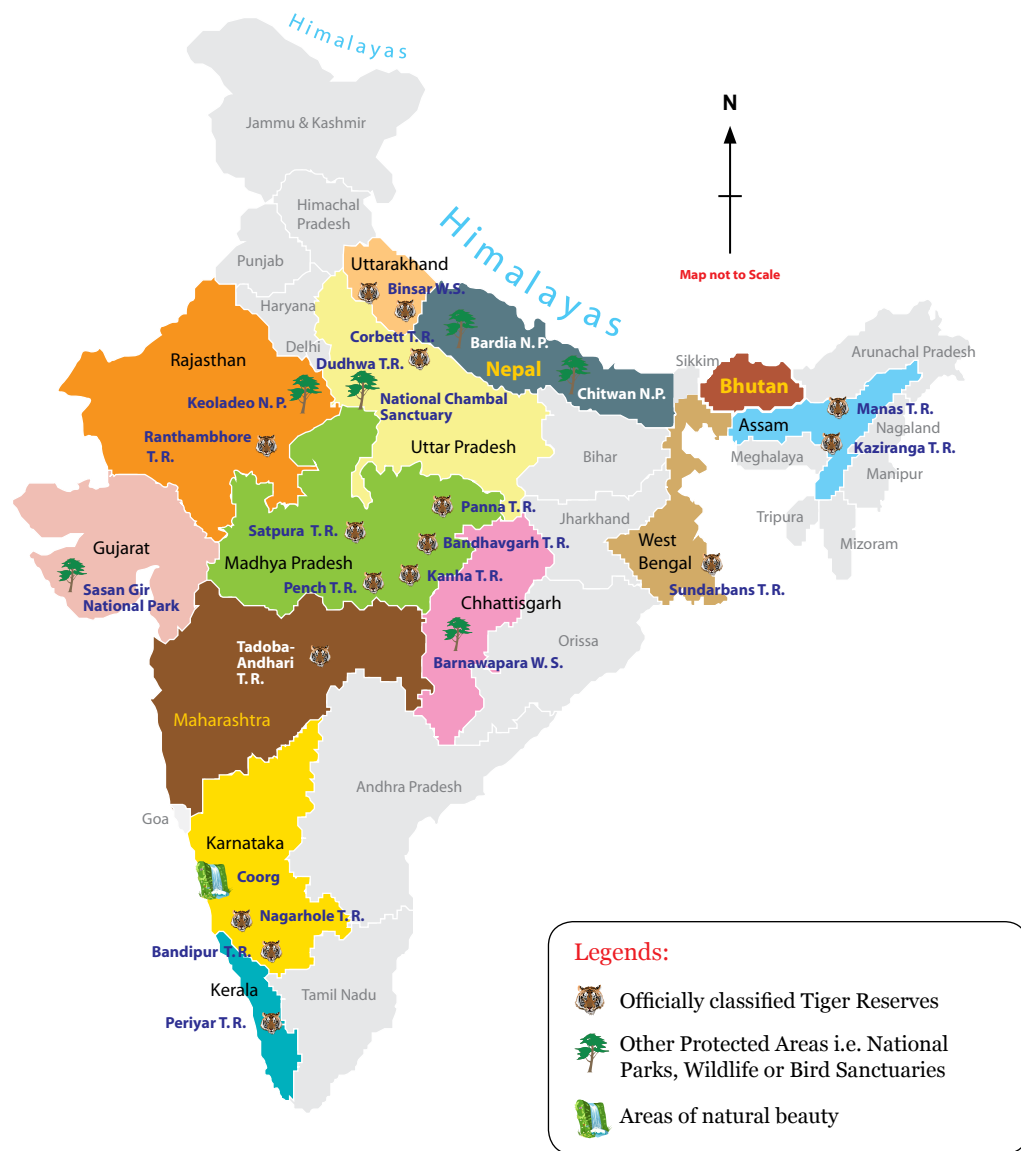 Himalayas
Jammu & Kashmir
N
Himachal
Pradesh
Himalayas
Punjab
Uttarakhand
Map not to Scale
Binsar W.S.
Haryana
Corbett T.R.
Bardia N.P.
Delhi
Dudhwa T.R.
Nepal
Rajasthan
Sikkim
Arunachal Pradesh
Bhutan
Chitwan N.P.
Keoladeo N.P.
National Chambal
Sanctuary
Manas T.R.
Assam
Nagaland
Ranthambhore
T.R.
Uttar Pradesh
Kaziranga T.R.
Bihar
Meghalaya
Manipur
Panna T.R.
Satpura T.R.
Jharkhand
Tripura
Bandhavgarh T.R.
West
Bengal
Mizoram
Gujarat
Madhya Pradesh
Kanha T.R.
Pench T.R.
Sasan Gir
National Park
Sundarbans T.R.
Chhattisgarh
Orissa
Tadoba-
Andhari
T.R.
Barnawapara W.S.
Maharashtra
Andhra Pradesh
Goa
Karnataka
Coorg
Nagarhole T.R.
Bandipur T.R.
Kerala
Tamil Nadu
Periyar T.R.
Legends:
Officially classified Tiger Reserves
Other Protected Areas i.e. National
Parks, Wildlife or Bird Sanctuaries
Areas of natural beauty